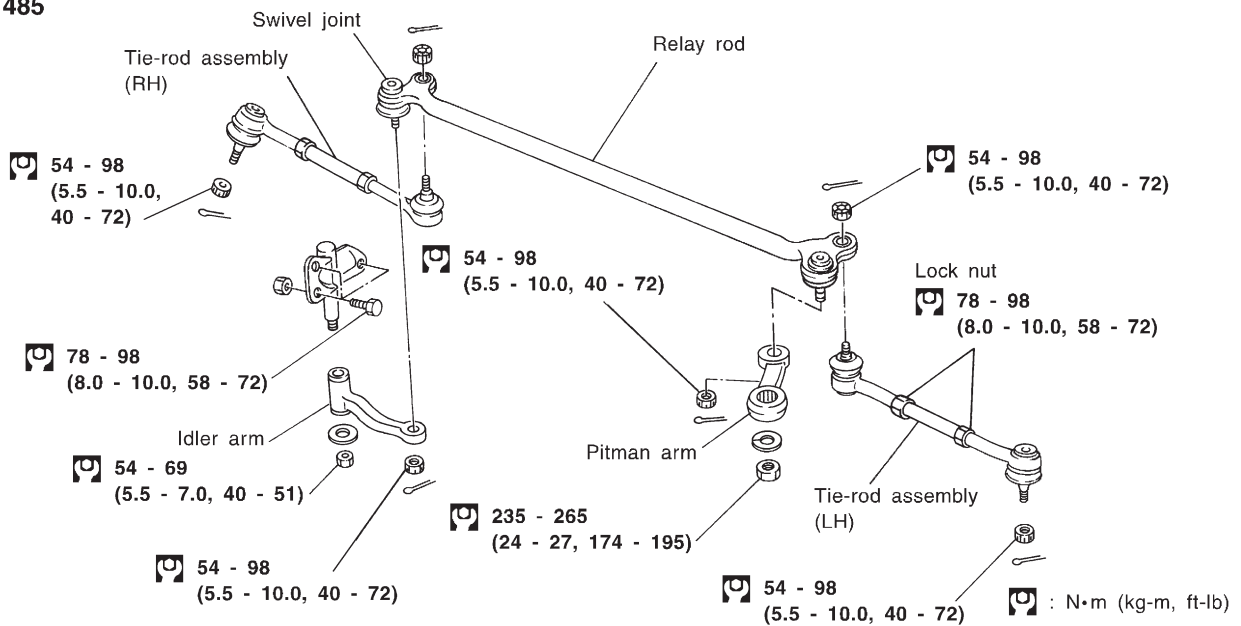 485
Swivel joint
Tie-rod assembly
(RH)
Relay rod
54 - 98
(5.5 - 10.0,
40 - 72)
54 - 98
(5.5 - 10.0, 40 - 72)
54 - 98
(5.5 - 10.0, 40 - 72)
Lock nut
78 - 98
(8.0 - 10.0, 58 - 72)
78 - 98
(8.0 - 10.0, 58 - 72)
Idler arm
54 - 69
(5.5 - 7.0, 40 - 51)
Pitman arm
Tie-rod assembly
(LH)
235 - 265
(24 - 27, 174 - 195)
54 - 98
(5.5 - 10.0, 40 - 72)
54 - 98
(5.5 - 10.0, 40 - 72)
: N•m (kg-m, ft-lb)